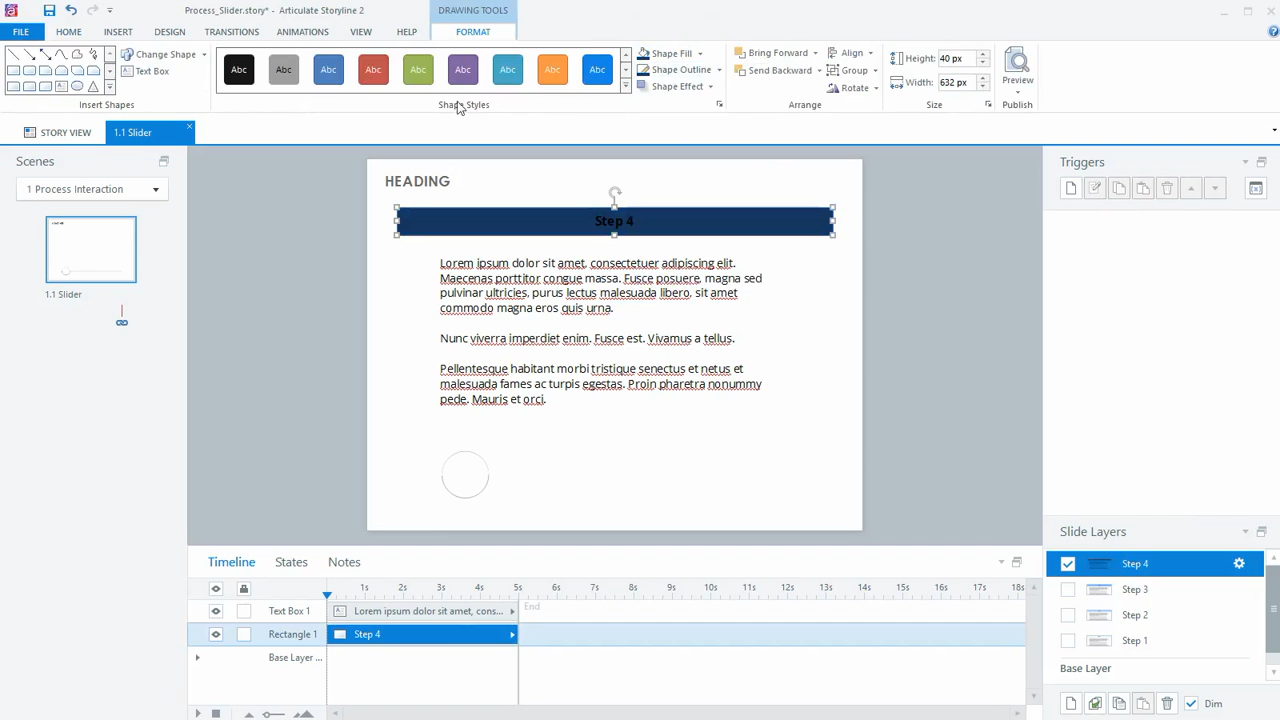 Process_Slider.story* - Articulate Storyline 2
DRAWING TOOLS
FILE HOME INSERT DESIGN TRANSITIONS ANIMATIONS VIEW HELP FORMAT
Change Shape
Text Box
Insert Shapes
Abc Abc Abc Abc Abc Abc Abc Abc Abc
Shape Styles
Shape Fill
Shape Outline
Shape Effect
Bring Forward
Send Backward
Align
Group
Rotate
Arrange
Height: 40 px
Width: 632 px
Size
Preview
Publish
STORY VIEW
1.1 Slider
Scenes
1 Process Interaction
1.1 Slider
HEADING
Step 4
Lorem ipsum dolor sit amet, consectetuer adipiscing elit.
Maecenas porttitor congue massa. Fusce posuere, magna sed
pulvinar ultricies, purus lectus malesuada libero, sit amet
commodo magna eros quis urna.
Nunc viverra imperdiet enim. Fusce est. Vivamus a tellus.
Pellentesque habitant morbi tristique senectus et netus et
malesuada fames ac turpis egestas. Proin pharetra nonummy
pede. Mauris et orci.
Triggers
Slide Layers
Step 4
Step 3
Step 2
Step 1
Base Layer
Dim
Timeline States Notes
1s 2s 3s 4s 5s 6s 7s 8s 9s 10s 11s 12s 13s 14s 15s 16s 17s 18s
Text Box 1 Lorem ipsum dolor sit amet, cons... End
Rectangle 1 Step 4
Base Layer ...